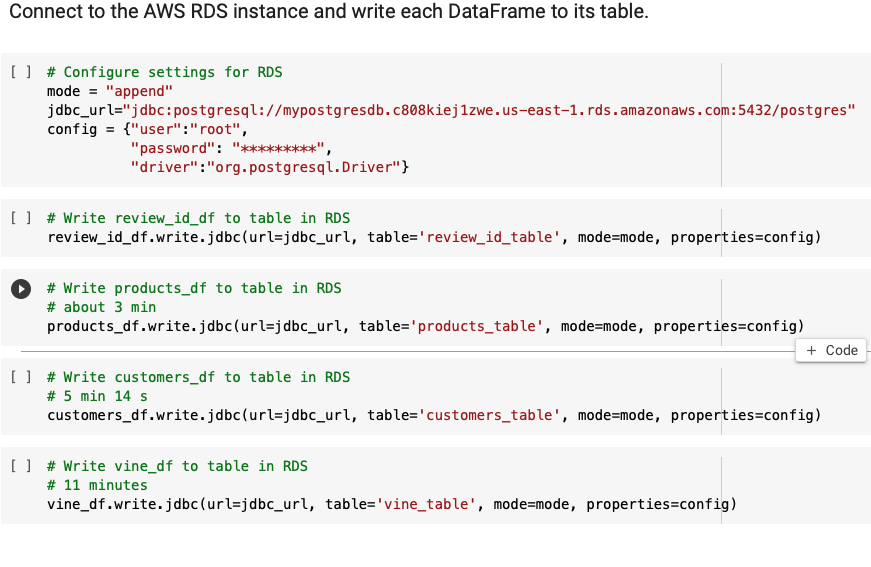 Connect to the AWS RDS instance and write each DataFrame to its table.
[ ] # Configure settings for RDS
mode = "append"
jdbc_url="jdbc:postgresql://mypostgresdb.c808kiej1zwe.us-east-1.rds.amazonaws.com:5432/postgres"
config = {"user":"root",
"password": "*********",
"driver":"org.postgresql.Driver"}
[ ] # Write review_id_df to table in RDS
review_id_df.write.jdbc(url=jdbc_url, table='review_id_table', mode=mode, properties=config)
# Write products_df to table in RDS
# about 3 min
products_df.write.jdbc(url=jdbc_url, table='products_table', mode=mode, properties=config)
+ Code
[ ] # Write customers_df to table in RDS
# 5 min 14 s
customers_df.write.jdbc(url=jdbc_url, table='customers_table', mode=mode, properties=config)
[ ] # Write vine_df to table in RDS
# 11 minutes
vine_df.write.jdbc(url=jdbc_url, table='vine_table', mode=mode, properties=config)